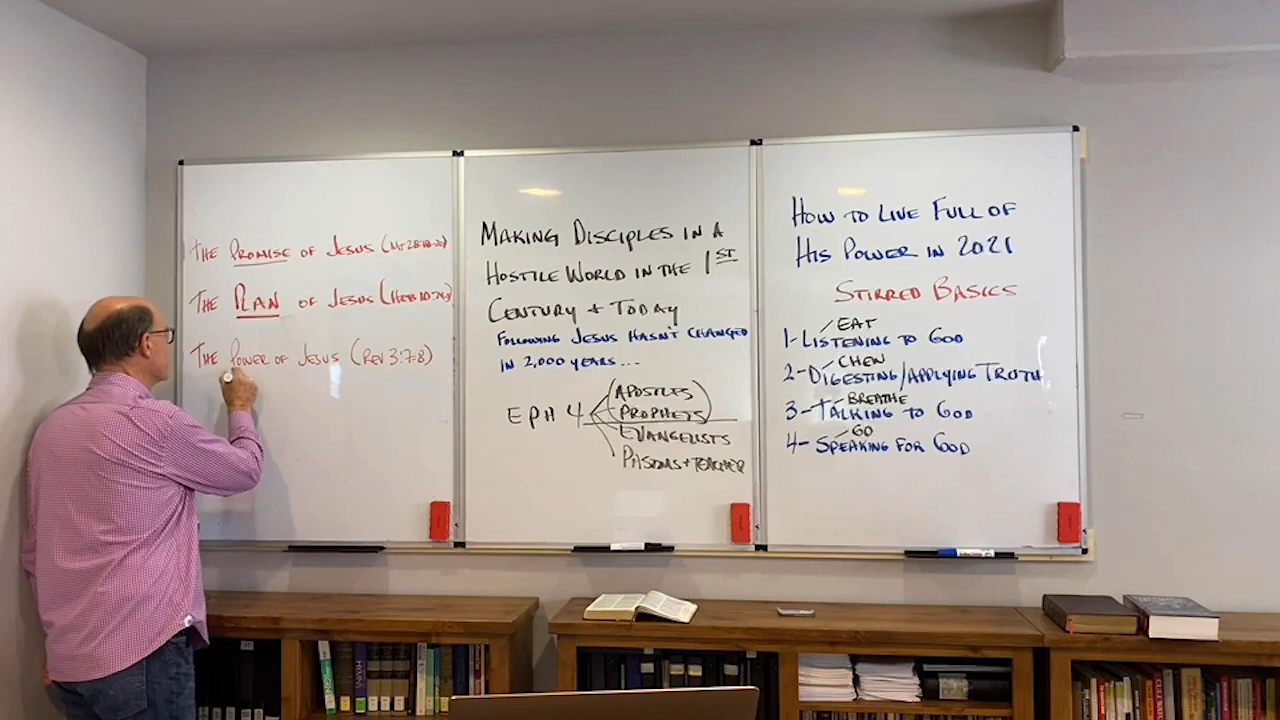 THE PROMISE OF JESUS (MT 28:18-20)
THE PLAN OF JESUS (HEB 10:7-9)
THE POWER OF JESUS (REV 3:7-8)
MAKING DISCIPLES IN A
HOSTILE WORLD IN THE 1ST
CENTURY + TODAY
FOLLOWING JESUS HASN'T CHANGED
IN 2,000 YEARS...
EPH 4
(APOSTLES
PROPHETS)
EVANGELISTS
PASTORS + TEACHER
HOW TO LIVE FULL OF
HIS POWER IN 2021
STIRRED BASICS
EAT
1-LISTENING TO GOD
CHEW
2-DIGESTING/APPLYING TRUTH
BREATHE
3-TALKING TO GOD
GO
4-SPEAKING FOR GOD